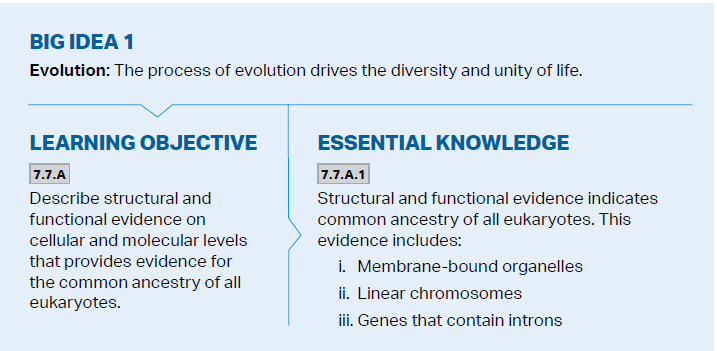 BIG IDEA 1
Evolution: The process of evolution drives the diversity and unity of life.
LEARNING OBJECTIVE
7.7.A
Describe structural and
functional evidence on
cellular and molecular levels
that provides evidence for
the common ancestry of all
eukaryotes.
ESSENTIAL KNOWLEDGE
7.7.A.1
Structural and functional evidence indicates
common ancestry of all eukaryotes. This
evidence includes:
i. Membrane-bound organelles
ii. Linear chromosomes
iii. Genes that contain introns